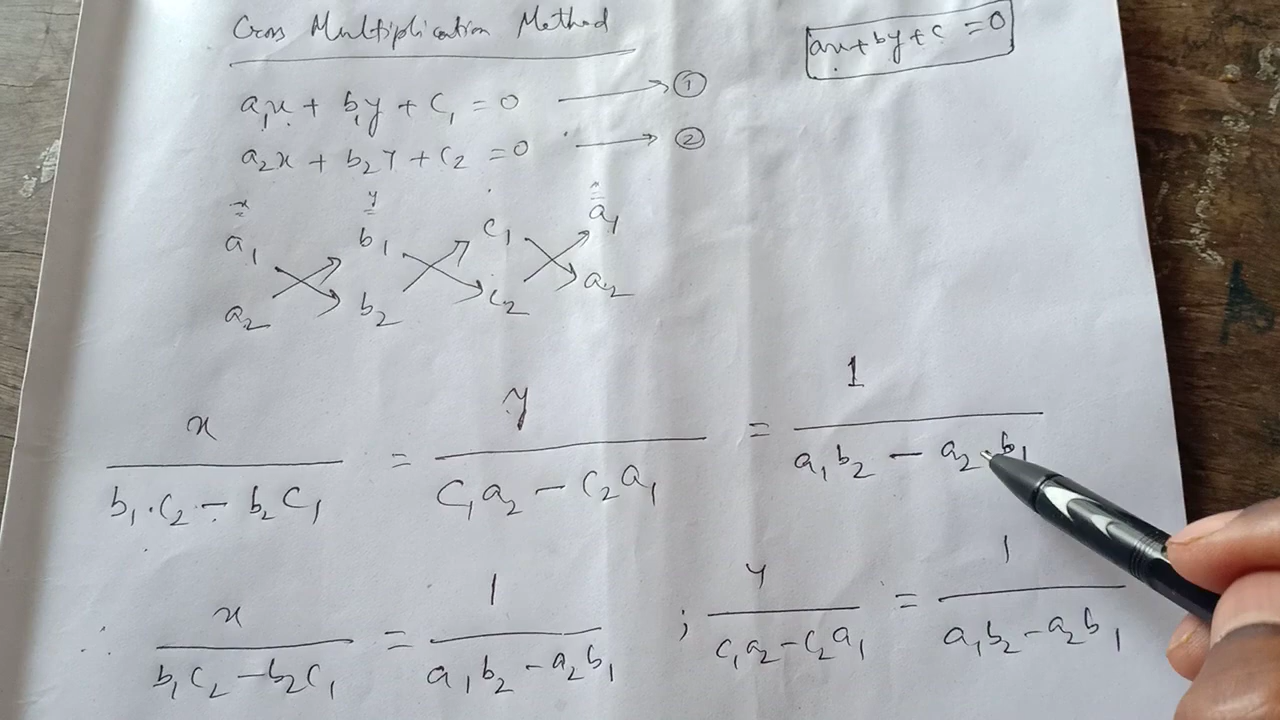 Cross Multiplication Method
ax+by+c =0
a₁x + b₁y + c₁ = 0 → ①
a₂x + b₂y + c₂ = 0 → ②
x y x
a₁ b₁ c₁ a₁
a₂ b₂ c₂ a₂
x/(b₁.c₂ - b₂c₁) = y/(c₁a₂ - c₂a₁) = 1/(a₁b₂ - a₂b₁)
∴ x/(b₁c₂-b₂c₁) = 1/(a₁b₂-a₂b₁) ; y/(c₁a₂-c₂a₁) = 1/(a₁b₂-a₂b₁)